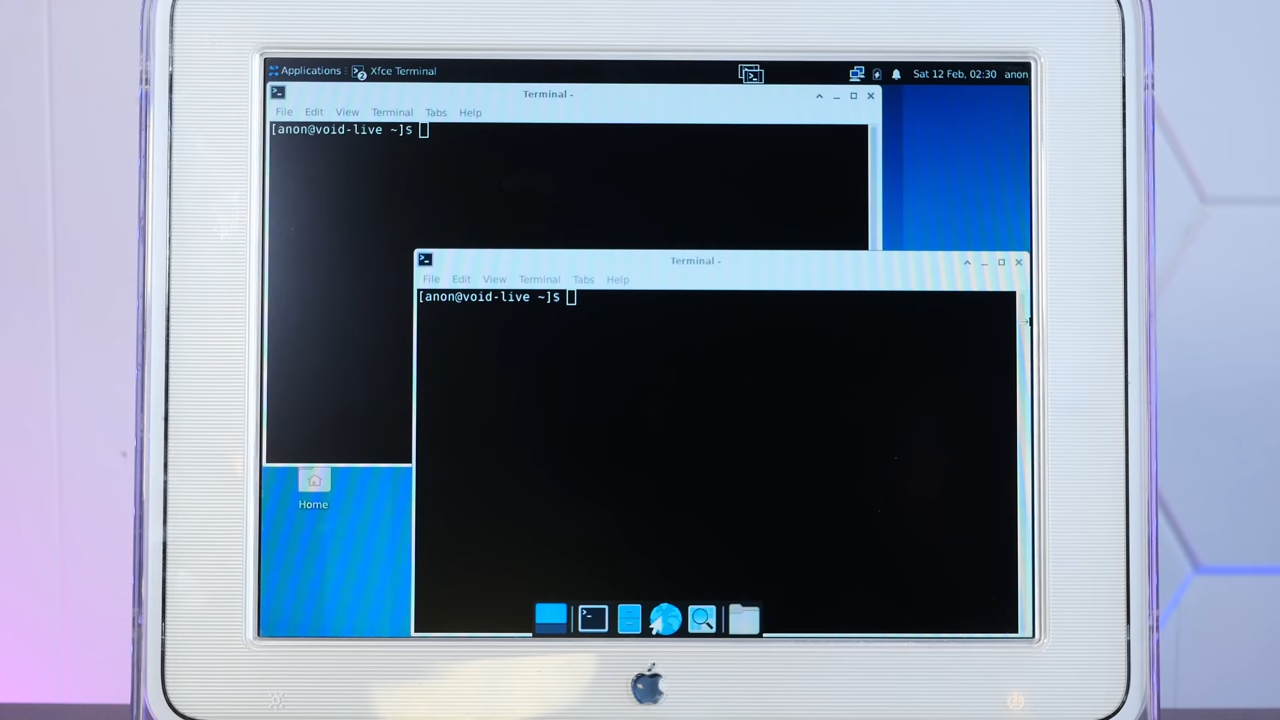 Applications
2
Xfce Terminal
Sat 12 Feb, 02:30
anon
Terminal -
File Edit View Terminal Tabs Help
[anon@void-live ~]$
Terminal -
File Edit View Terminal Tabs Help
[anon@void-live ~]$
Home